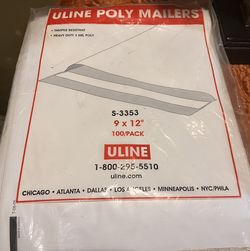 ULINE POLY MAILERS
• TAMPER RESISTANT
• HEAVY DUTY 3 MIL POLY
S-3353
9 x 12"
100/PACK
ULINE
1-800-295-5510
uline.com
CHICAGO • ATLANTA • DALLAS • LOS ANGELES • MINNEAPOLIS • NYC/PHILA